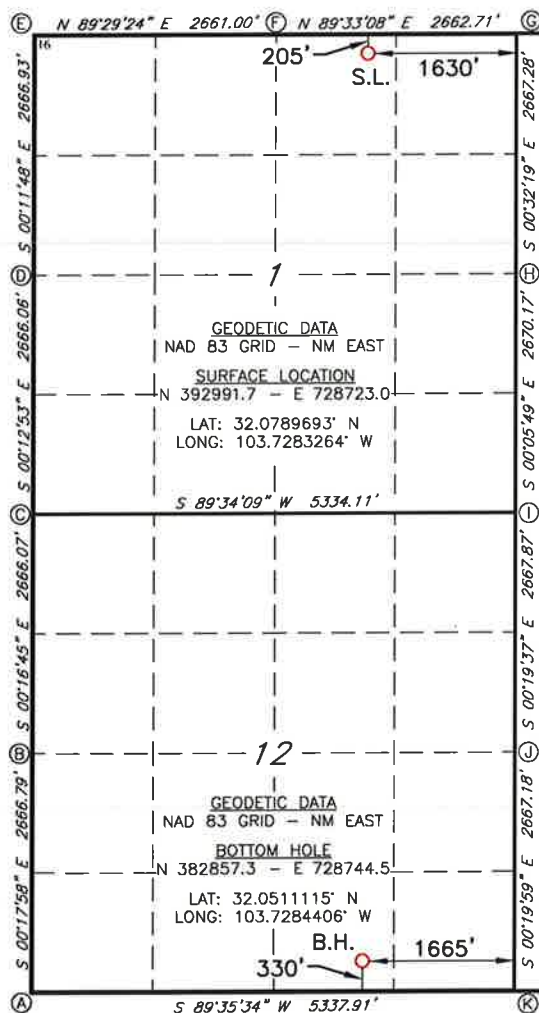 E N 89°29'24" E 2661.00' F N 89°33'08" E 2662.71' G
16
205'
S.L.
1630'
S 00°11'48" E 2666.93'
S 00°32'19" E 2667.28'
D 1 H
GEODETIC DATA
NAD 83 GRID – NM EAST
SURFACE LOCATION
N 392991.7 – E 728723.0
LAT: 32.0789693° N
LONG: 103.7283264° W
S 00°12'53" E 2666.06'
S 00°05'49" E 2670.17'
S 89°34'09" W 5334.11'
C I
S 00°16'45" E 2666.07'
S 00°19'37" E 2667.87'
B 12 J
GEODETIC DATA
NAD 83 GRID – NM EAST
BOTTOM HOLE
N 382857.3 – E 728744.5
LAT: 32.0511115° N
LONG: 103.7284406° W
S 00°17'58" E 2666.79'
S 00°19'59" E 2667.18'
B.H.
1665'
330'
A S 89°35'34" W 5337.91' K